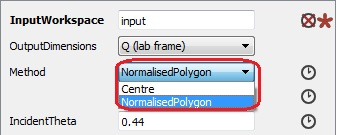 InputWorkspace input
OutputDimensions Q (lab frame)
Method NormalisedPolygon
Centre
NormalisedPolygon
IncidentTheta 0.44